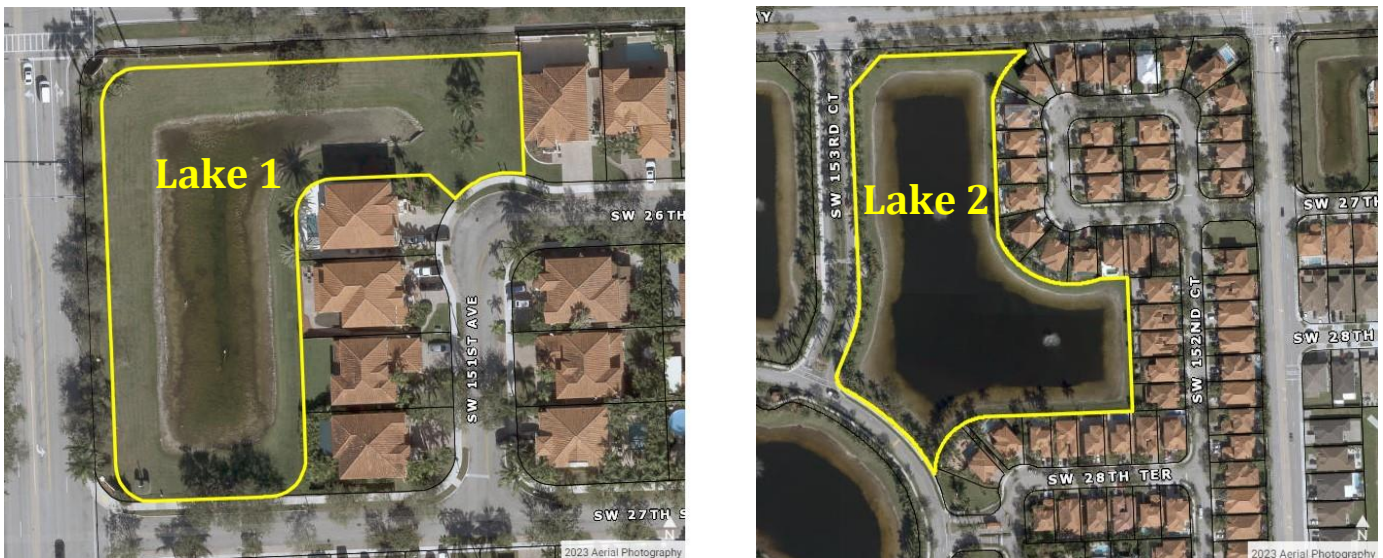 Lake 1
SW 26TH
SW 151ST AVE
SW 27TH S
N
2023 Aerial Photography
AY
SW 153RD CT
Lake 2
SW 27TH
SW 152ND CT
SW 28TH
SW 28TH TER
N
2023 Aerial Photography